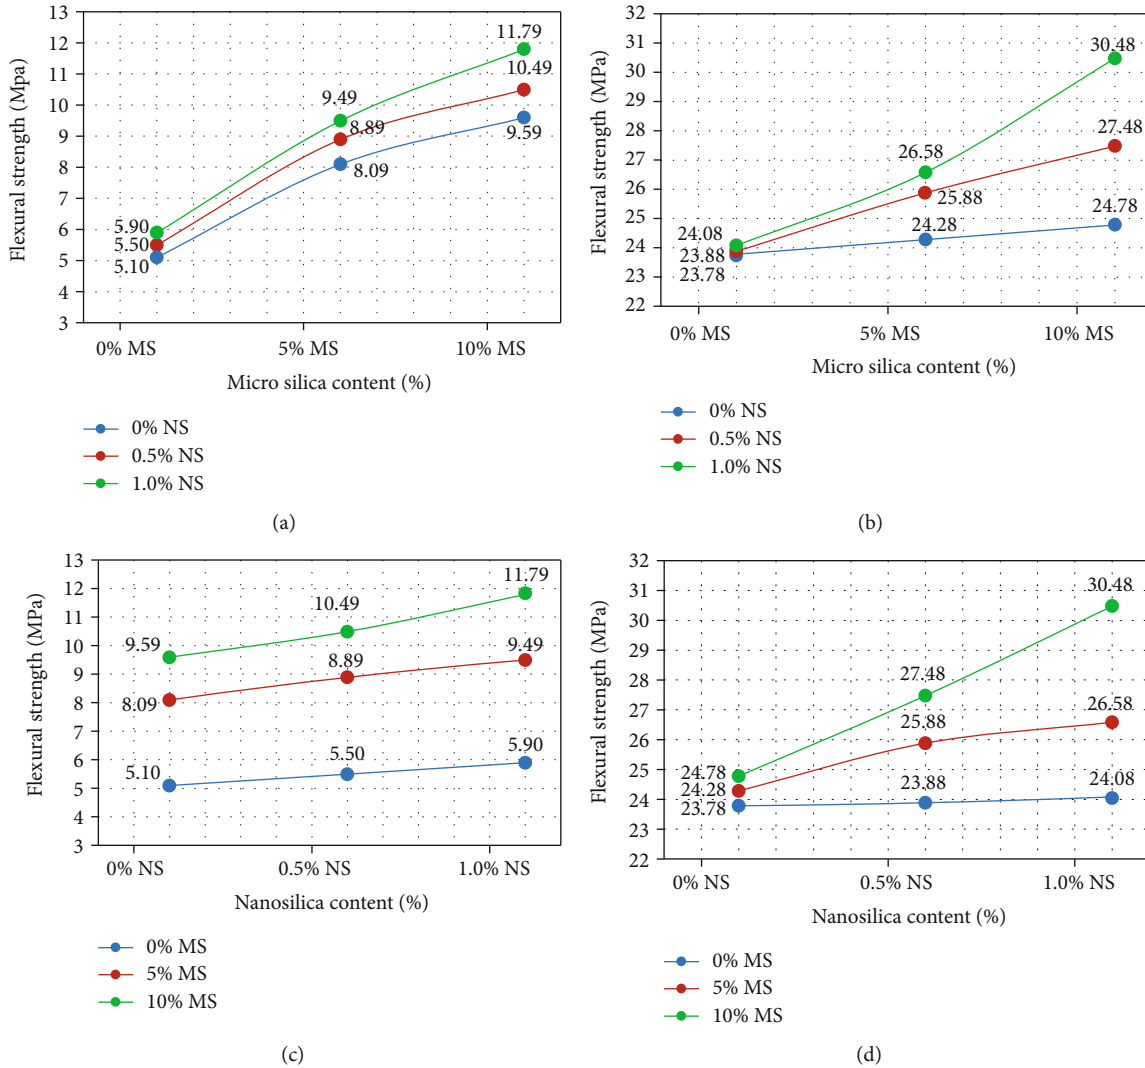 13
12
11
10
9
8
7
6
5
4
3
Flexural strength (Mpa)
11.79
10.49
9.59
9.49
8.89
8.09
5.90
5.50
5.10
0% MS 5% MS 10% MS
Micro silica content (%)
0% NS
0.5% NS
1.0% NS
(a)
32
31
30
29
28
27
26
25
24
23
22
Flexural strength (MPa)
30.48
27.48
24.78
26.58
25.88
24.28
24.08
23.88
23.78
0% MS 5% MS 10% MS
Micro silica content (%)
0% NS
0.5% NS
1.0% NS
(b)
13
12
11
10
9
8
7
6
5
4
3
Flexural strength (MPa)
11.79
10.49
9.59
9.49
8.89
8.09
5.90
5.50
5.10
0% NS 0.5% NS 1.0% NS
Nanosilica content (%)
0% MS
5% MS
10% MS
(c)
32
31
30
29
28
27
26
25
24
23
22
Flexural strength (MPa)
30.48
27.48
26.58
25.88
24.78
24.28
23.78
23.88
24.08
0% NS 0.5% NS 1.0% NS
Nanosilica content (%)
0% MS
5% MS
10% MS
(d)